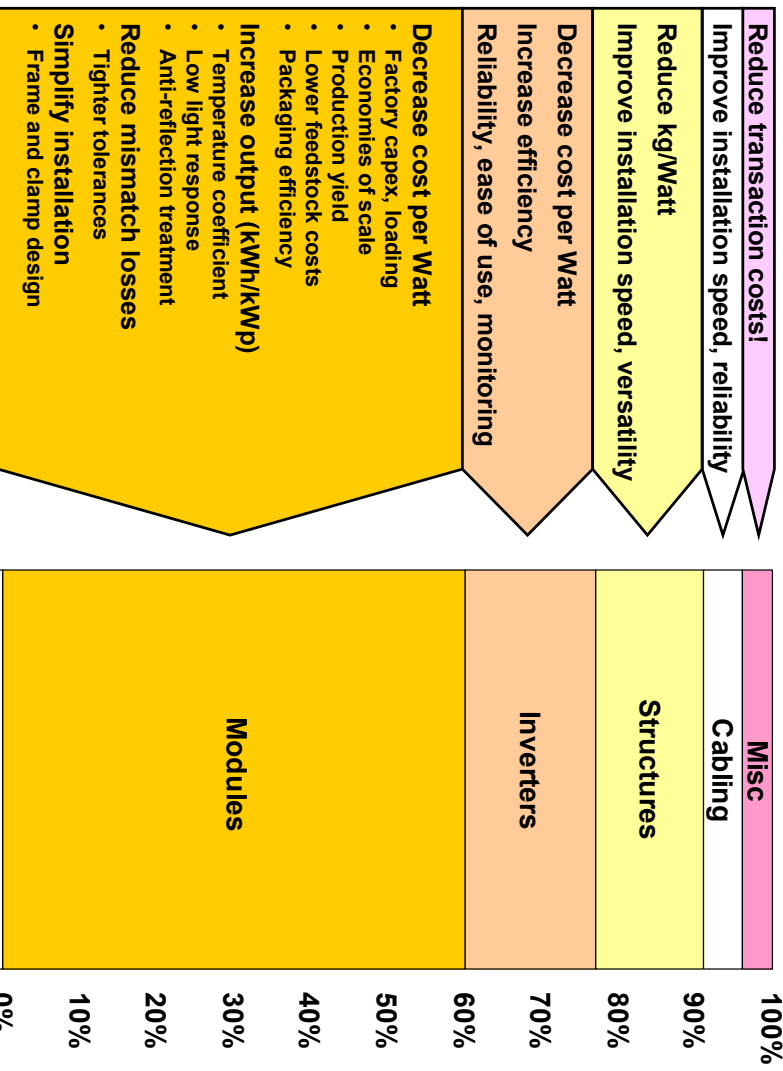 Reduce transaction costs!
Improve installation speed, reliability
Reduce kg/Watt
Improve installation speed, versatility
Decrease cost per Watt
Increase efficiency
Reliability, ease of use, monitoring
Decrease cost per Watt
• Factory capex, loading
• Economies of scale
• Production yield
• Lower feedstock costs
• Packaging efficiency
Increase output (kWh/kWp)
• Temperature coefficient
• Low light response
• Anti-reflection treatment
Reduce mismatch losses
• Tighter tolerances
Simplify installation
• Frame and clamp design
Misc
Cabling
Structures
Inverters
Modules
100%
90%
80%
70%
60%
50%
40%
30%
20%
10%
0%